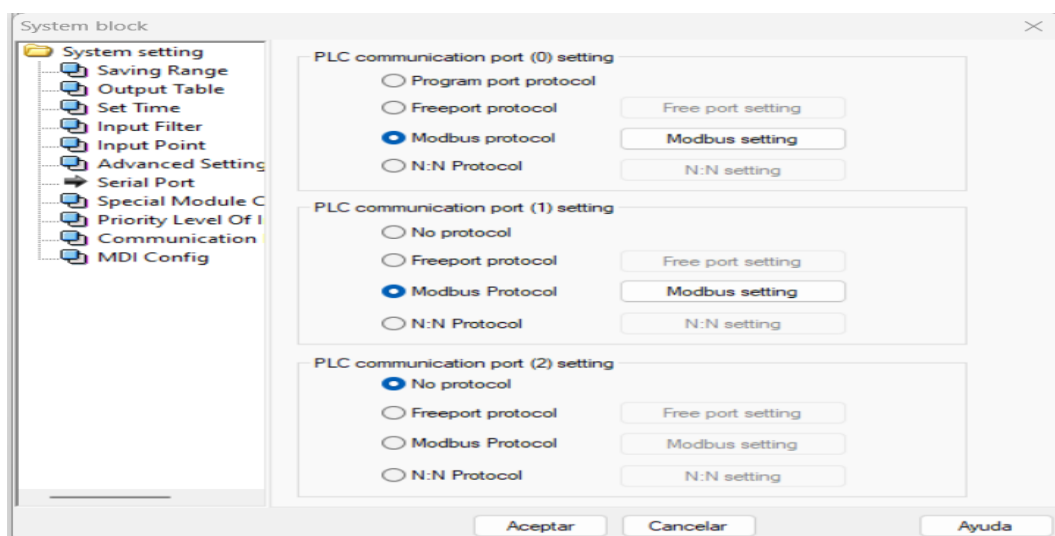 System block
System setting
Saving Range
Output Table
Set Time
Input Filter
Input Point
Advanced Setting
Serial Port
Special Module C
Priority Level Of I
Communication
MDI Config
PLC communication port (0) setting
Program port protocol
Freeport protocol
Free port setting
Modbus protocol
Modbus setting
N:N Protocol
N:N setting
PLC communication port (1) setting
No protocol
Freeport protocol
Free port setting
Modbus Protocol
Modbus setting
N:N Protocol
N:N setting
PLC communication port (2) setting
No protocol
Freeport protocol
Free port setting
Modbus Protocol
Modbus setting
N:N Protocol
N:N setting
Aceptar
Cancelar
Ayuda